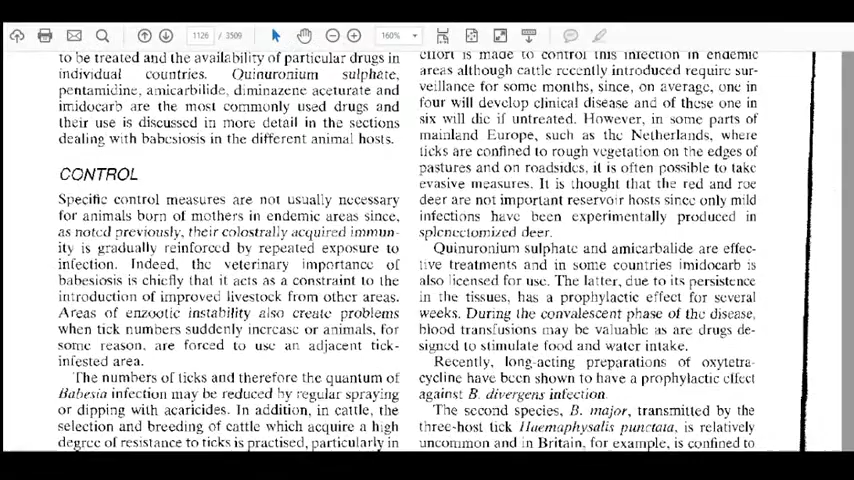 1126 / 3509
160%
to be treated and the availability of particular drugs in
individual countries. Quinuronium sulphate,
pentamidine, amicarbilide, diminazene aceturate and
imidocarb are the most commonly used drugs and
their use is discussed in more detail in the sections
dealing with babesiosis in the different animal hosts.
CONTROL
Specific control measures are not usually necessary
for animals born of mothers in endemic areas since,
as noted previously, their colostrally acquired immun-
ity is gradually reinforced by repeated exposure to
infection. Indeed, the veterinary importance of
babesiosis is chiefly that it acts as a constraint to the
introduction of improved livestock from other areas.
Areas of enzootic instability also create problems
when tick numbers suddenly increase or animals, for
some reason, are forced to use an adjacent tick-
infested area.
The numbers of ticks and therefore the quantum of
Babesia infection may be reduced by regular spraying
or dipping with acaricides. In addition, in cattle, the
selection and breeding of cattle which acquire a high
degree of resistance to ticks is practised, particularly in
effort is made to control this infection in endemic
areas although cattle recently introduced require sur-
veillance for some months, since, on average, one in
four will develop clinical disease and of these one in
six will die if untreated. However, in some parts of
mainland Europe, such as the Netherlands, where
ticks are confined to rough vegetation on the edges of
pastures and on roadsides, it is often possible to take
evasive measures. It is thought that the red and roe
deer are not important reservoir hosts since only mild
infections have been experimentally produced in
splenectomized deer.
Quinuronium sulphate and amicarbalide are effec-
tive treatments and in some countries imidocarb is
also licensed for use. The latter, due to its persistence
in the tissues, has a prophylactic effect for several
weeks. During the convalescent phase of the disease,
blood transfusions may be valuable as are drugs de-
signed to stimulate food and water intake.
Recently, long-acting preparations of oxytetra-
cycline have been shown to have a prophylactic effect
against B. divergens infection.
The second species, B. major, transmitted by the
three-host tick Haemaphysalis punctata, is relatively
uncommon and in Britain, for example, is confined to